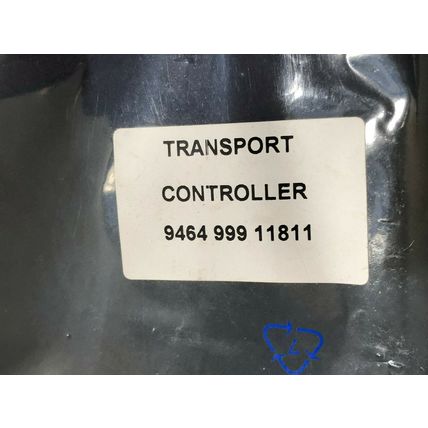 TRANSPORT
CONTROLLER
9464 999 11811